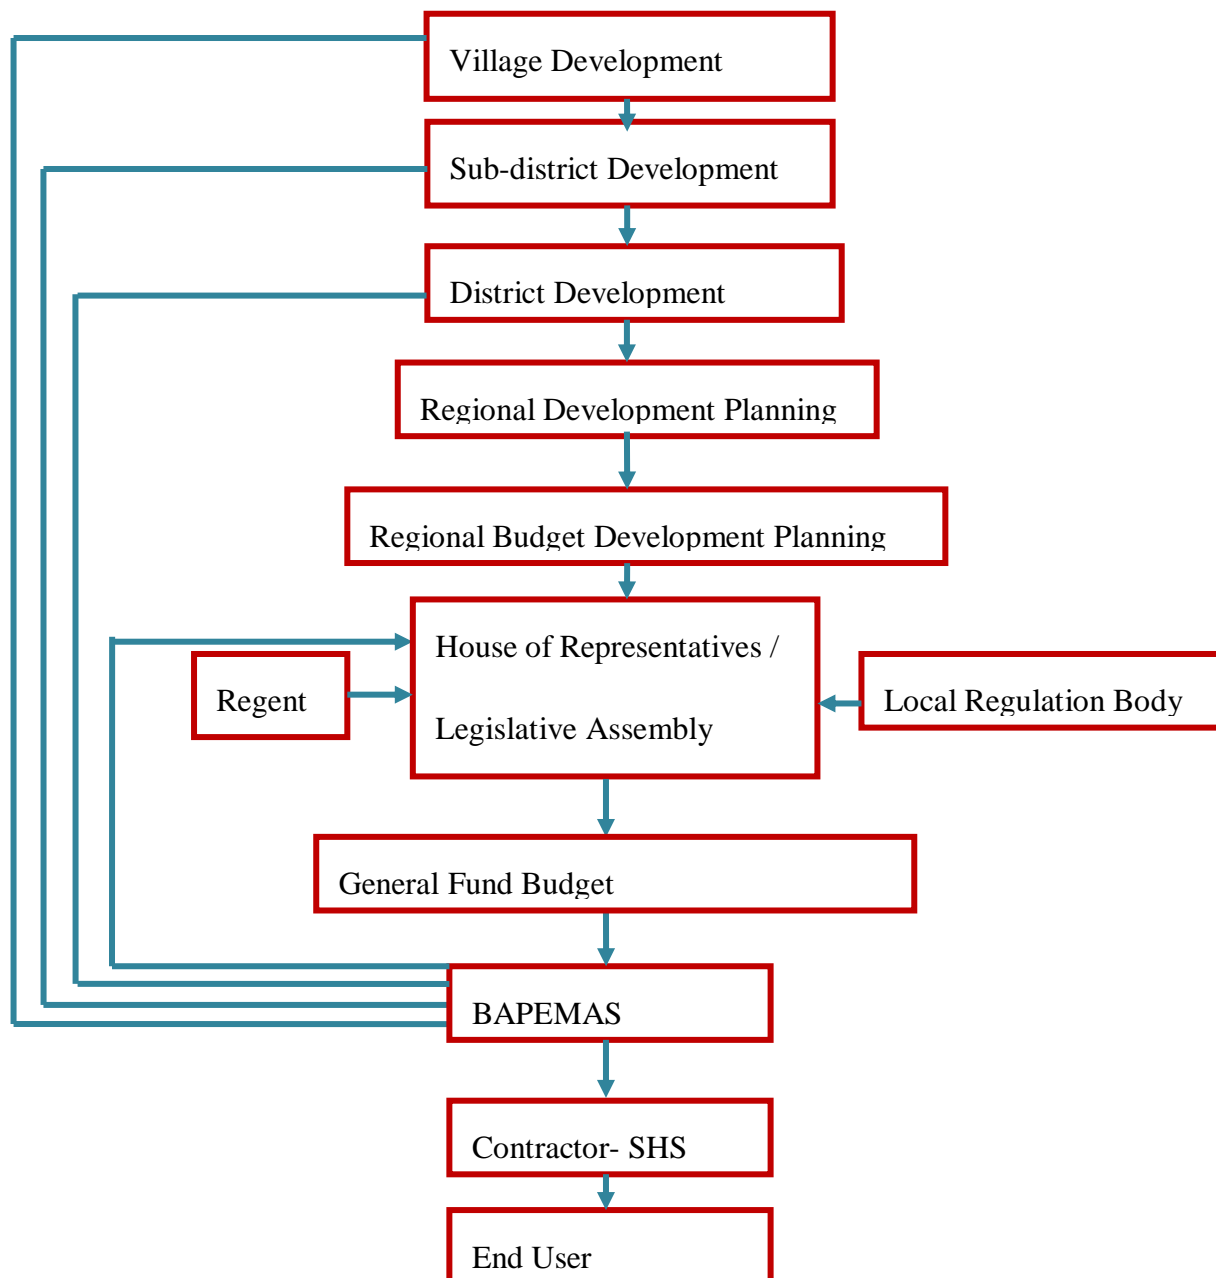 Village Development
Sub-district Development
District Development
Regional Development Planning
Regional Budget Development Planning
House of Representatives /
Legislative Assembly
Regent
Local Regulation Body
General Fund Budget
BAPEMAS
Contractor- SHS
End User